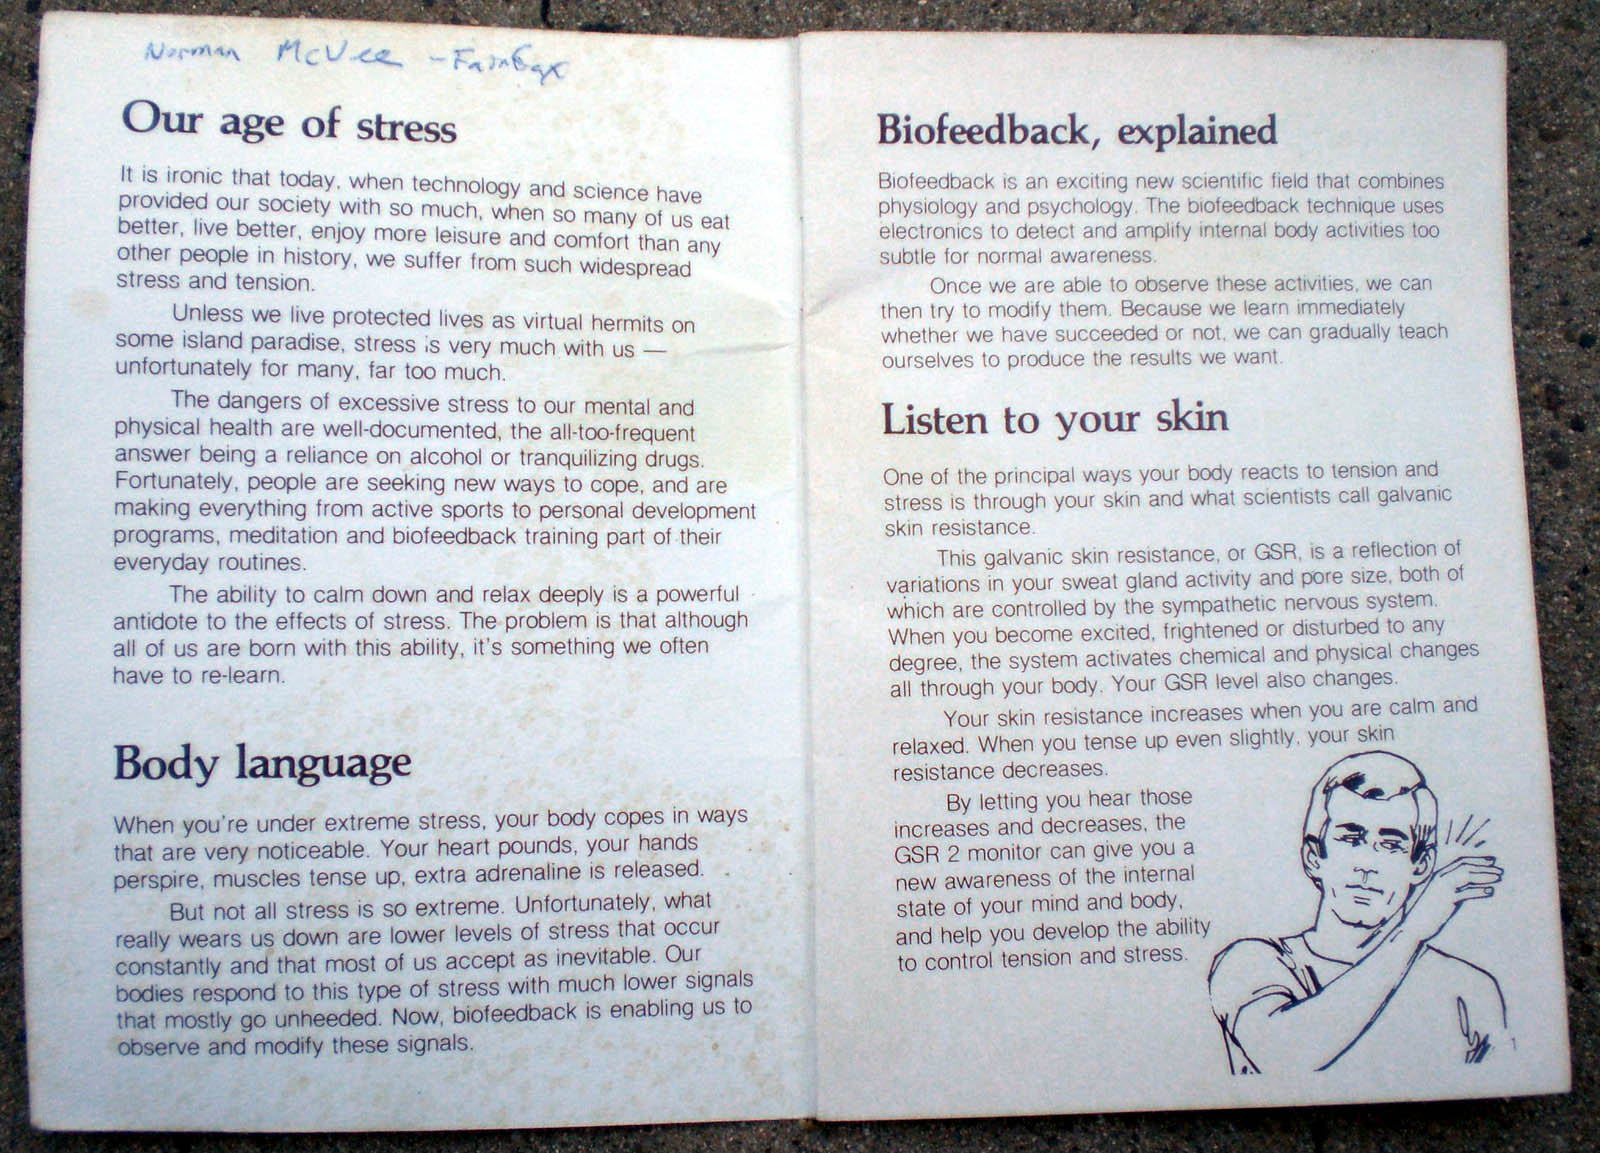 Norman McVee -
Our age of stress
It is ironic that today, when technology and science have
provided our society with so much, when so many of us eat
better, live better, enjoy more leisure and comfort than any
other people in history, we suffer from such widespread
stress and tension.
Unless we live protected lives as virtual hermits on
some island paradise, stress is very much with us —
unfortunately for many, far too much.
The dangers of excessive stress to our mental and
physical health are well-documented, the all-too-frequent
answer being a reliance on alcohol or tranquilizing drugs.
Fortunately, people are seeking new ways to cope, and are
making everything from active sports to personal development
programs, meditation and biofeedback training part of their
everyday routines.
The ability to calm down and relax deeply is a powerful
antidote to the effects of stress. The problem is that although
all of us are born with this ability, it's something we often
have to re-learn.
Body language
When you're under extreme stress, your body copes in ways
that are very noticeable. Your heart pounds, your hands
perspire, muscles tense up, extra adrenaline is released.
But not all stress is so extreme. Unfortunately, what
really wears us down are lower levels of stress that occur
constantly and that most of us accept as inevitable. Our
bodies respond to this type of stress with much lower signals
that mostly go unheeded. Now, biofeedback is enabling us to
observe and modify these signals.
Biofeedback, explained
Biofeedback is an exciting new scientific field that combines
physiology and psychology. The biofeedback technique uses
electronics to detect and amplify internal body activities too
subtle for normal awareness.
Once we are able to observe these activities, we can
then try to modify them. Because we learn immediately
whether we have succeeded or not, we can gradually teach
ourselves to produce the results we want.
Listen to your skin
One of the principal ways your body reacts to tension and
stress is through your skin and what scientists call galvanic
skin resistance.
This galvanic skin resistance, or GSR, is a reflection of
variations in your sweat gland activity and pore size, both of
which are controlled by the sympathetic nervous system.
When you become excited, frightened or disturbed to any
degree, the system activates chemical and physical changes
all through your body. Your GSR level also changes.
Your skin resistance increases when you are calm and
relaxed. When you tense up even slightly, your skin
resistance decreases.
By letting you hear those
increases and decreases, the
GSR 2 monitor can give you a
new awareness of the internal
state of your mind and body,
and help you develop the ability
to control tension and stress.